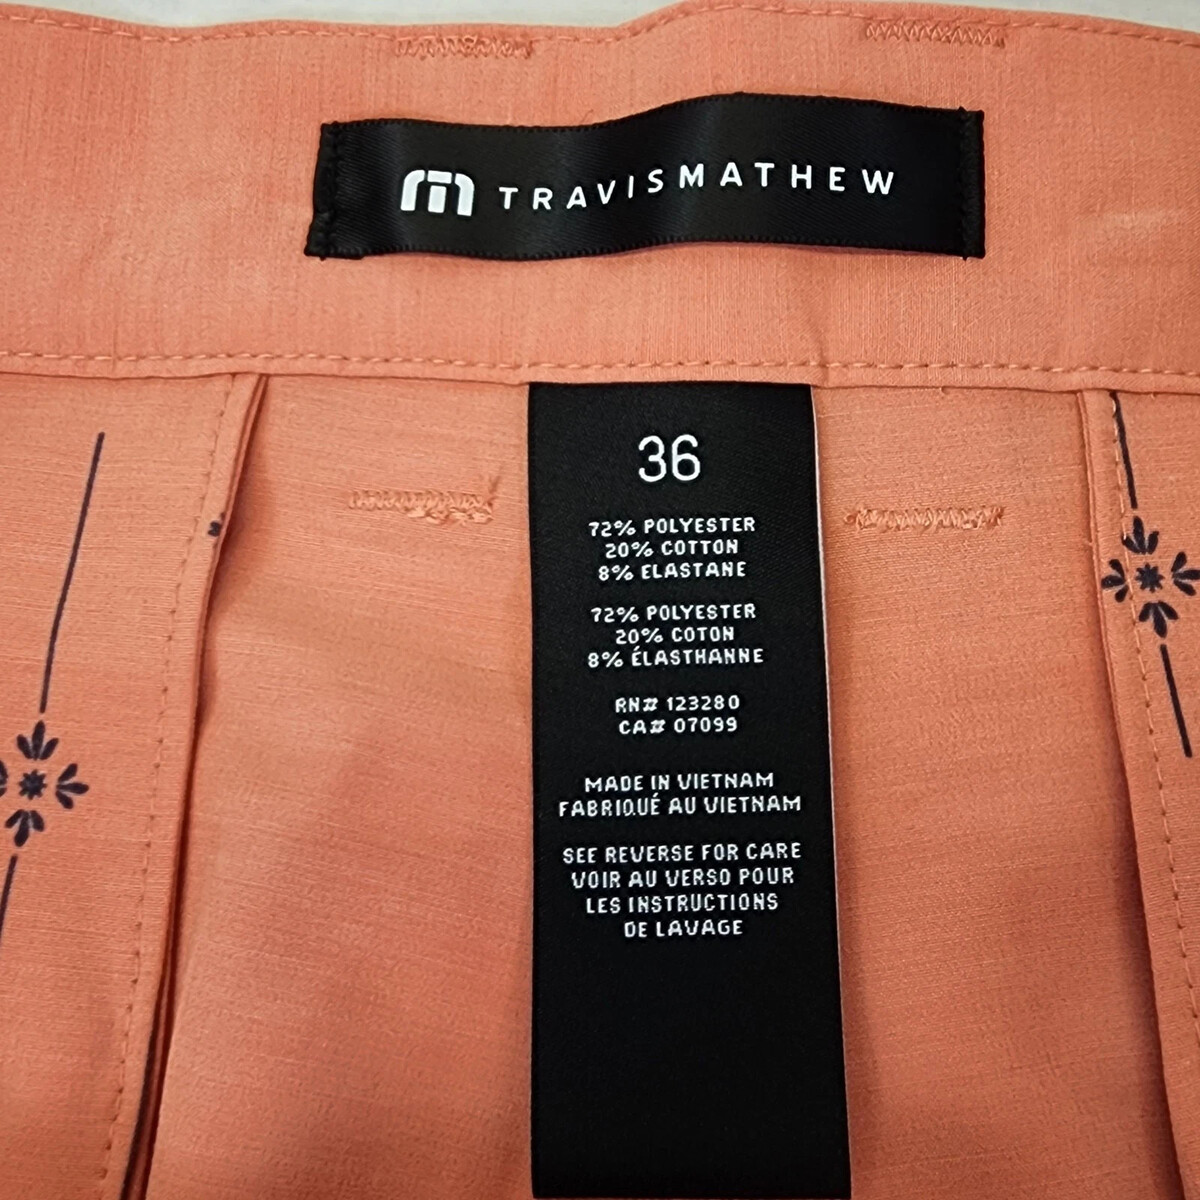 TRAVISMATHEW
36
72% POLYESTER
20% COTTON
8% ELASTANE
72% POLYESTER
20% COTON
8% ÉLASTHANNE
RN# 123280
CA# 07099
MADE IN VIETNAM
FABRIQUÉ AU VIETNAM
SEE REVERSE FOR CARE
VOIR AU VERSO POUR
LES INSTRUCTIONS
DE LAVAGE